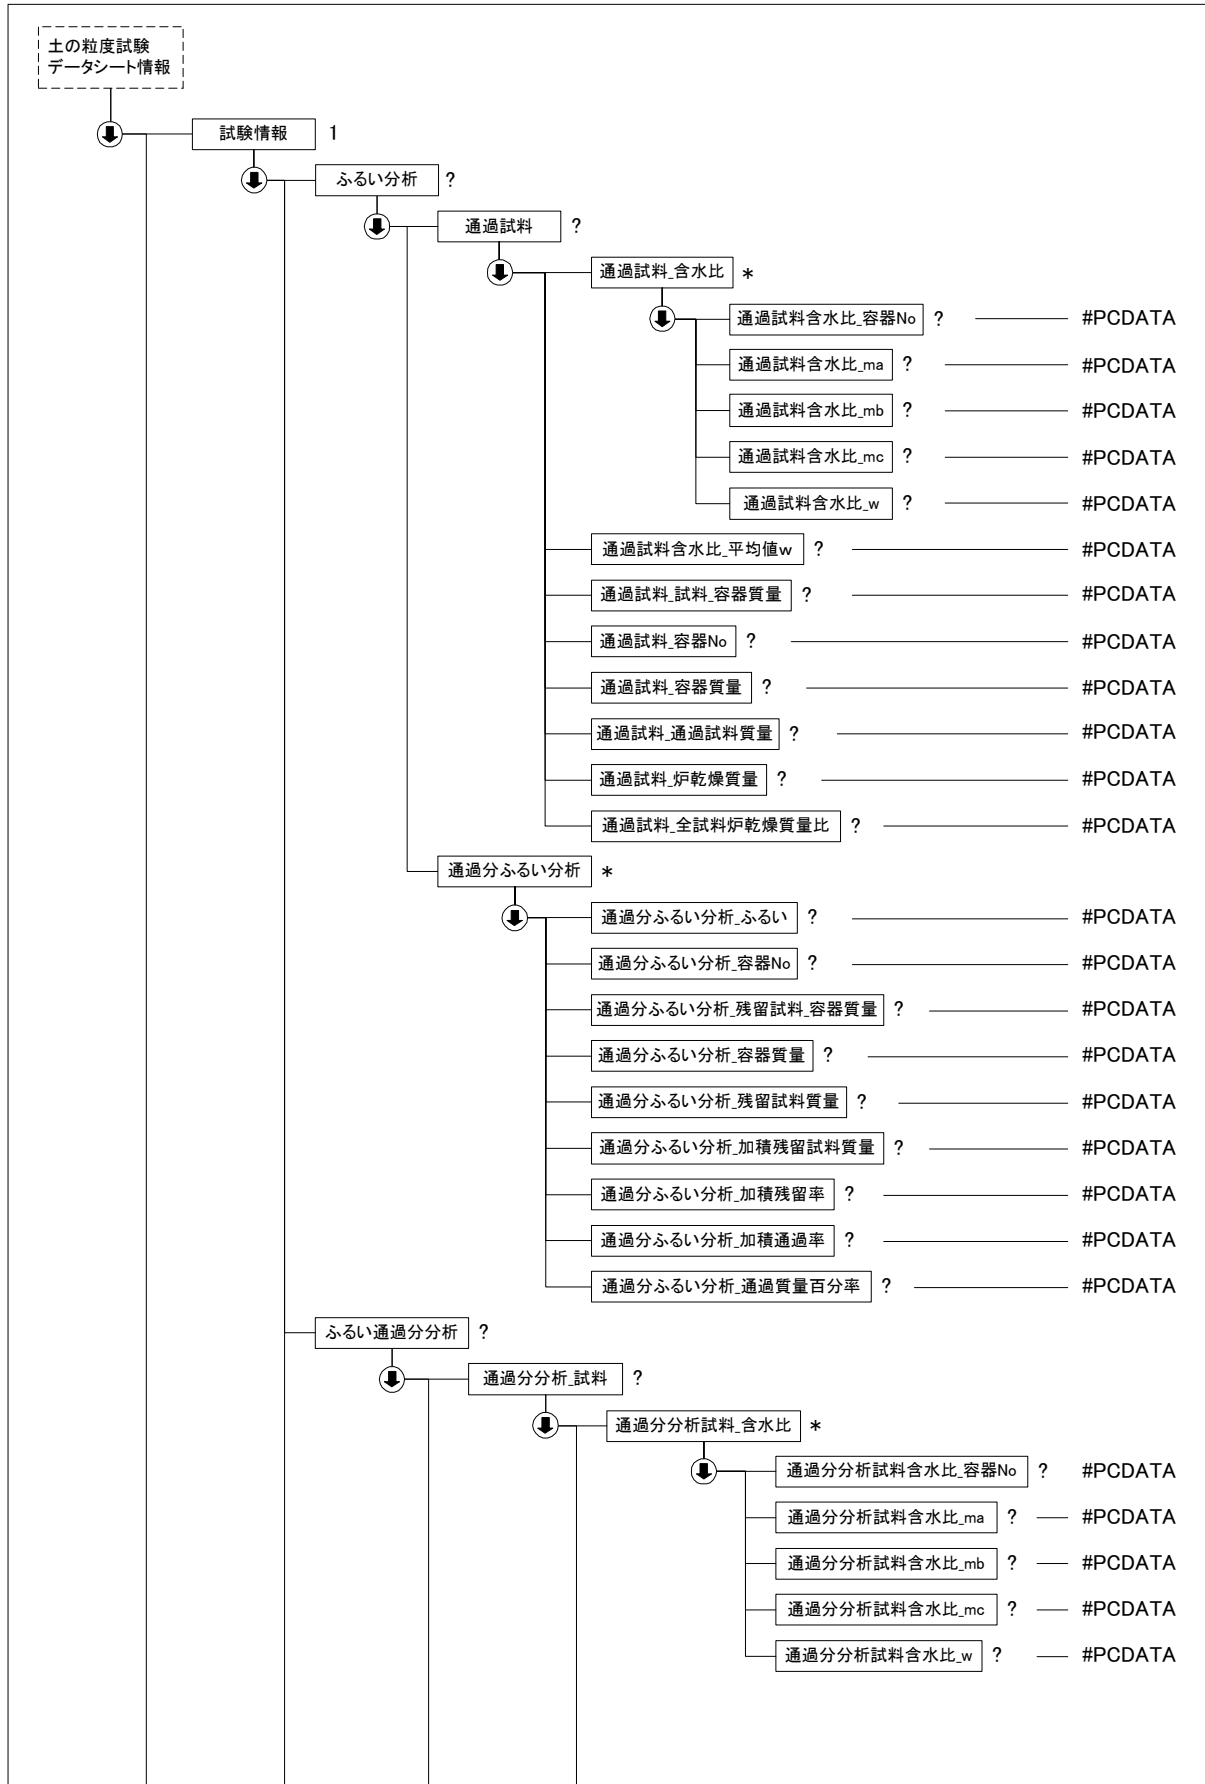 土の粒度試験
データシート情報
試験情報 1
ふるい分析 ?
通過試料 ?
通過試料_含水比 *
通過試料含水比_容器No ? #PCDATA
通過試料含水比_ma ? #PCDATA
通過試料含水比_mb ? #PCDATA
通過試料含水比_mc ? #PCDATA
通過試料含水比_w ? #PCDATA
通過試料含水比_平均値w ? #PCDATA
通過試料_試料_容器質量 ? #PCDATA
通過試料_容器No ? #PCDATA
通過試料_容器質量 ? #PCDATA
通過試料_通過試料質量 ? #PCDATA
通過試料_炉乾燥質量 ? #PCDATA
通過試料_全試料炉乾燥質量比 ? #PCDATA
通過分ふるい分析 *
通過分ふるい分析_ふるい ? #PCDATA
通過分ふるい分析_容器No ? #PCDATA
通過分ふるい分析_残留試料_容器質量 ? #PCDATA
通過分ふるい分析_容器質量 ? #PCDATA
通過分ふるい分析_残留試料質量 ? #PCDATA
通過分ふるい分析_加積残留試料質量 ? #PCDATA
通過分ふるい分析_加積残留率 ? #PCDATA
通過分ふるい分析_加積通過率 ? #PCDATA
通過分ふるい分析_通過質量百分率 ? #PCDATA
ふるい通過分分析 ?
通過分分析_試料 ?
通過分分析試料_含水比 *
通過分分析試料含水比_容器No ? #PCDATA
通過分分析試料含水比_ma ? #PCDATA
通過分分析試料含水比_mb ? #PCDATA
通過分分析試料含水比_mc ? #PCDATA
通過分分析試料含水比_w ? #PCDATA